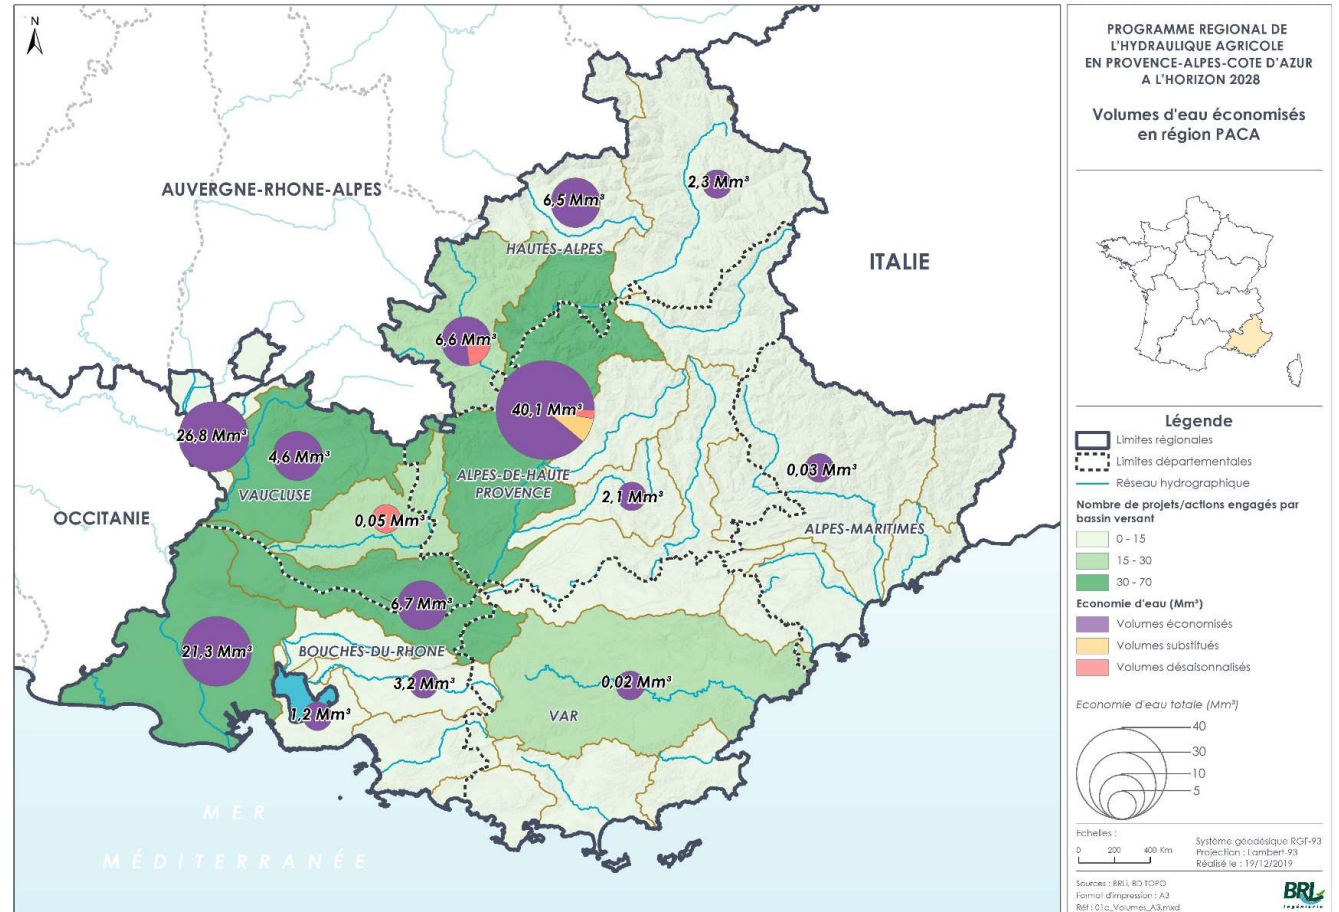 N
AUVERGNE-RHONE-ALPES
ITALIE
OCCITANIE
HAUTES-ALPES
VAUCLUSE
ALPES-DE-HAUTE
PROVENCE
ALPES-MARITIMES
BOUCHES-DU-RHONE
VAR
MER
MÉDITERRANÉE
2,3 Mm³
6,5 Mm³
6,6 Mm³
40,1 Mm³
26,8 Mm³
4,6 Mm³
0,03 Mm³
2,1 Mm³
0,05 Mm³
6,7 Mm³
21,3 Mm³
3,2 Mm³
0,02 Mm³
1,2 Mm³
PROGRAMME REGIONAL DE
L'HYDRAULIQUE AGRICOLE
EN PROVENCE-ALPES-COTE D'AZUR
A L'HORIZON 2028
Volumes d'eau économisés
en région PACA
Légende
Limites régionales
Limites départementales
Réseau hydrographique
Nombre de projets/actions engagés par
bassin versant
0 - 15
15 - 30
30 - 70
Economie d'eau (Mm³)
Volumes économisés
Volumes substitués
Volumes désaisonnalisés
Economie d'eau totale (Mm³)
40
30
10
5
Echelles :
0 200 400 Km
Système géodésique RGF-93
Projection : Lambert-93
Réalisé le : 19/12/2019
Sources : BRLi, BD TOPO
Format d'impression : A3
Réf : 01c_Volumes_A3.mxd
BRL
Ingénierie